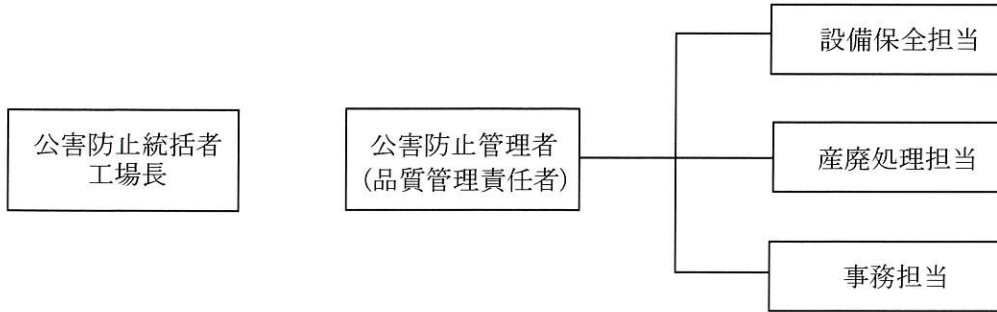 公害防止統括者
工場長
公害防止管理者
(品質管理責任者)
設備保全担当
産廃処理担当
事務担当